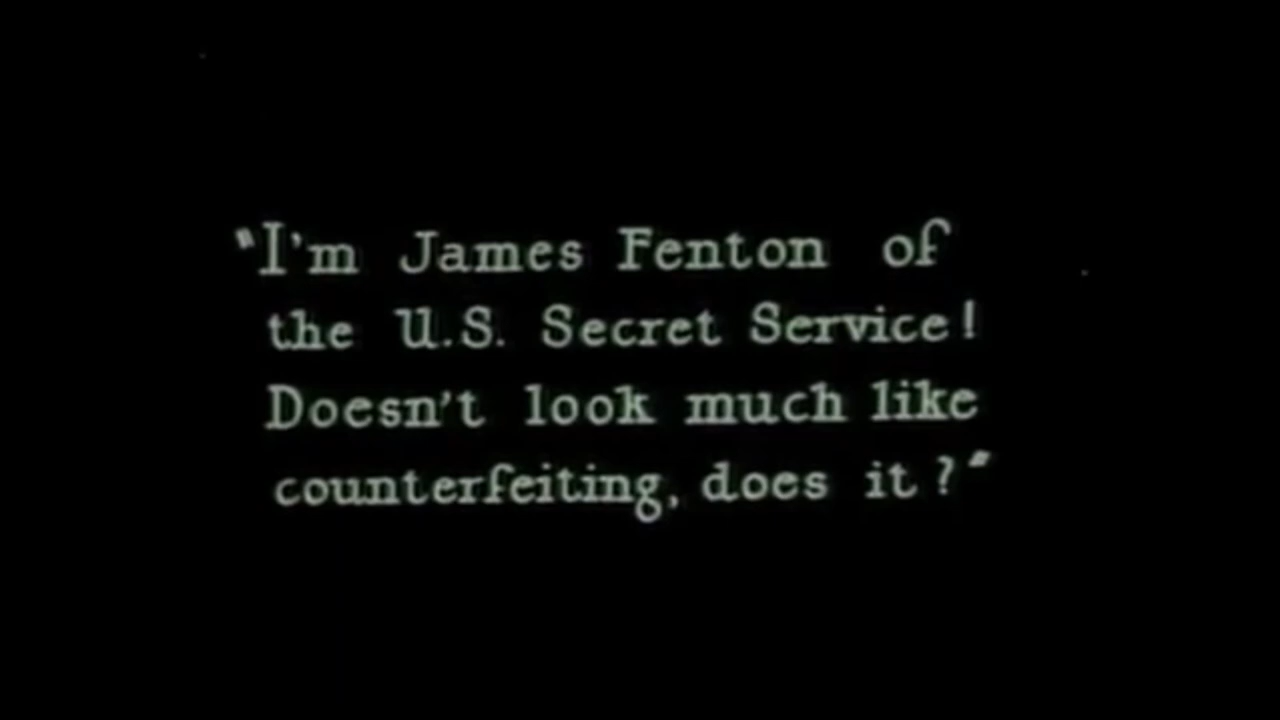 "I'm James Fenton of
the U.S. Secret Service!
Doesn't look much like
counterfeiting, does it?"